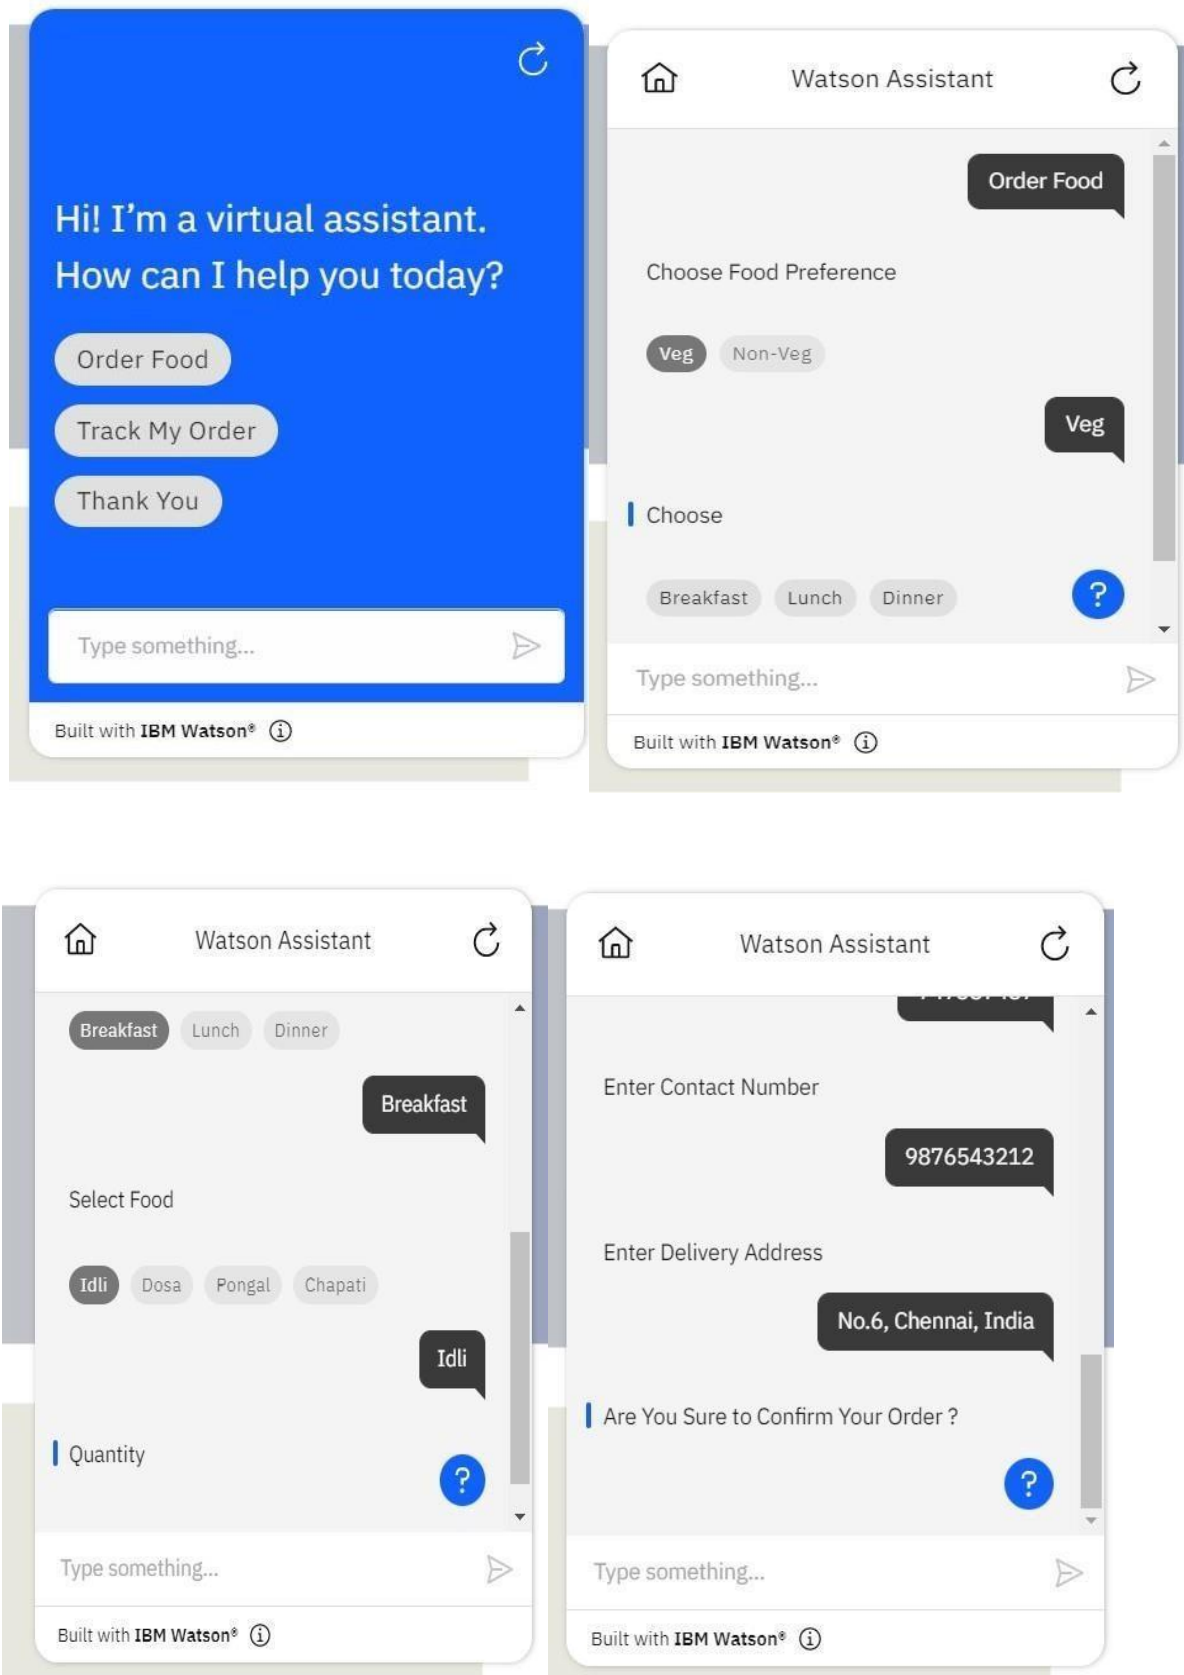 Hi! I'm a virtual assistant.
How can I help you today?
Order Food
Track My Order
Thank You
Type something...
Built with IBM Watson®
Watson Assistant
Order Food
Choose Food Preference
Veg Non-Veg
Veg
Choose
Breakfast Lunch Dinner
?
Type something...
Built with IBM Watson®
Watson Assistant
Breakfast Lunch Dinner
Breakfast
Select Food
Idli Dosa Pongal Chapati
Idli
Quantity
?
Type something...
Built with IBM Watson®
Watson Assistant
Enter Contact Number
9876543212
Enter Delivery Address
No.6, Chennai, India
Are You Sure to Confirm Your Order ?
?
Type something...
Built with IBM Watson®